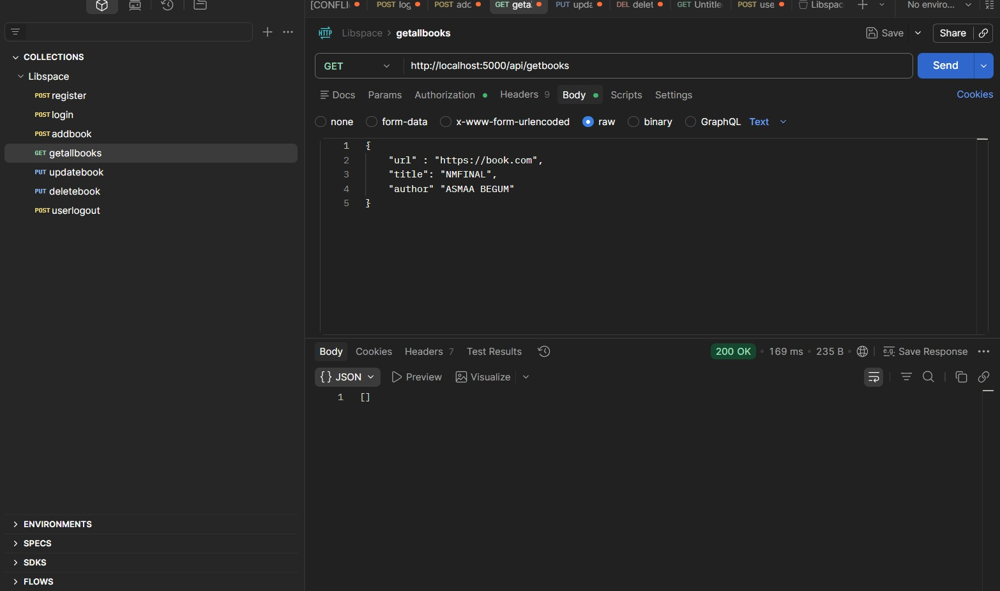 [CONFLI POST log POST adc GET geta POST upda DEL delet GET Untitle POST use Libspac No enviro...
Libspace > getallbooks Save Share
COLLECTIONS
GET http://localhost:5000/api/getbooks Send
Libspace
Docs Params Authorization Headers 9 Body Scripts Settings Cookies
POST register
POST login
none form-data x-www-form-urlencoded raw binary GraphQL Text
POST addbook
GET getallbooks
PUT updatebook
PUT deletebook
POST userlogout
1 {
2 "url" : "https://book.com",
3 "title": "NMFINAL",
4 "author" "ASMAA BEGUM"
5 }
Body Cookies Headers 7 Test Results 200 OK • 169 ms • 235 B • e.g. Save Response
{} JSON Preview Visualize
1 []
ENVIRONMENTS
SPECS
SDKS
FLOWS